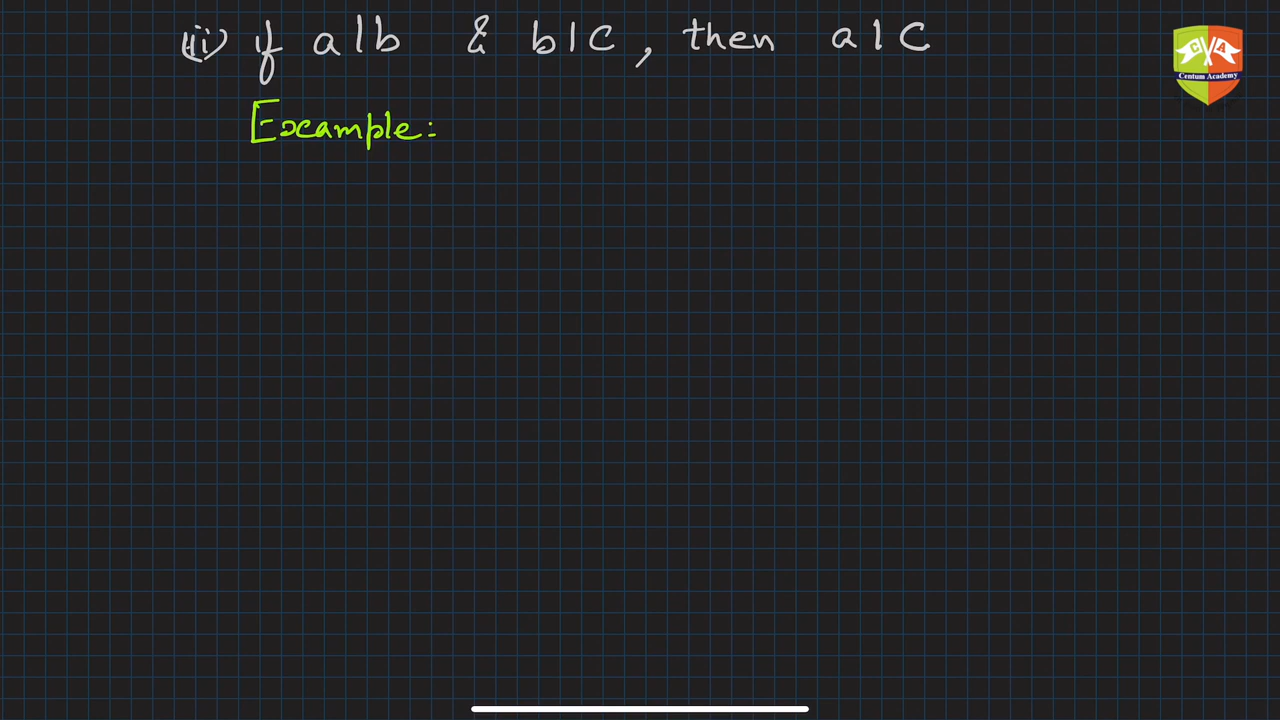 (ii) if a|b & b|c, then a|c
Example:
C A
Centum Academy